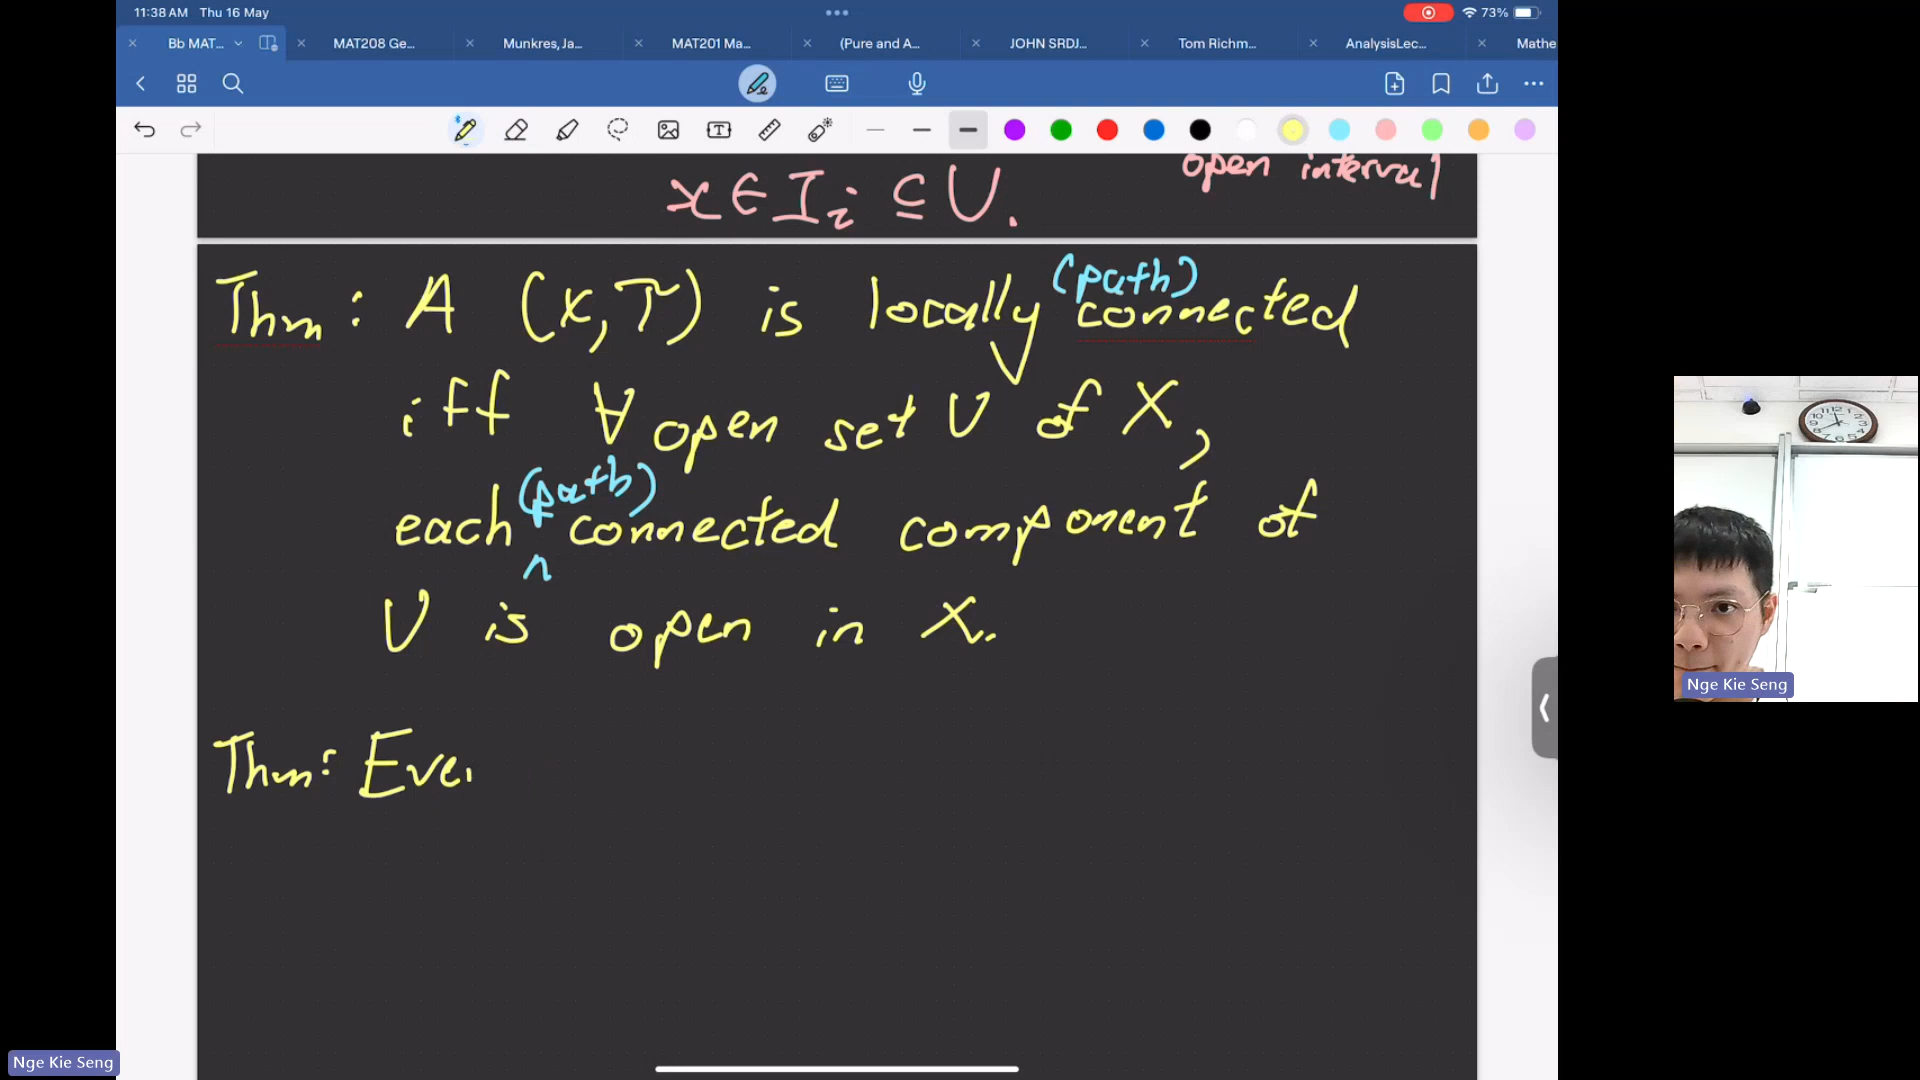 11:38 AM Thu 16 May
73%
Bb MAT...
MAT208 Ge...
Munkres, Ja...
MAT201 Ma...
(Pure and A...
JOHN SRDJ...
Tom Richm...
AnalysisLec...
Mathe
open interval
x ∈ I_i ⊆ U.
Thm : A (X, T) is locally (path) connected
iff ∀ open set U of X,
each (path) connected component of
U is open in X.
Thm: Ever
Nge Kie Seng
Nge Kie Seng